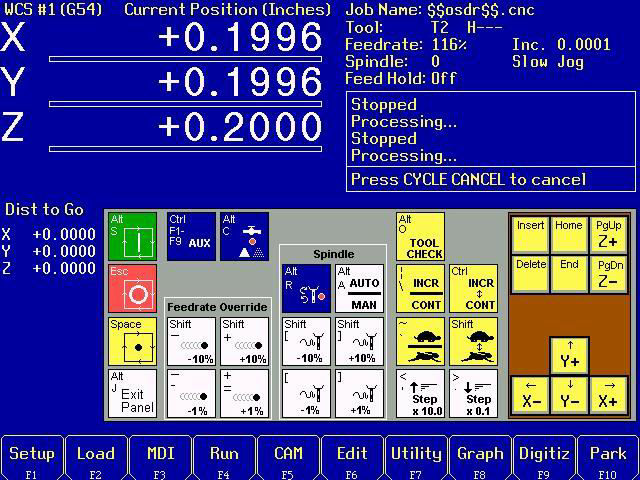 WCS #1 (G54) Current Position (Inches)
X +0.1996
Y +0.1996
Z +0.2000
Job Name: $$osdr$$.cnc
Tool: T2 H---
Feedrate: 116% Inc. 0.0001
Spindle: 0 Slow Jog
Feed Hold: Off
Stopped
Processing...
Stopped
Processing...
Press CYCLE CANCEL to cancel
Dist to Go
X +0.0000
Y +0.0000
Z +0.0000
Alt
S
Ctrl
F1-
F9 AUX
Alt
C
Alt
O
TOOL
CHECK
Insert Home PgUp
Z+
Esc
Spindle
Alt
R
Alt
A AUTO
MAN
|
\ INCR
CONT
Ctrl
INCR
↕
CONT
Delete End PgDn
Z-
Feedrate Override
Space
Shift
-
-10%
Shift
+
+10%
Shift
[
-10%
Shift
]
+10%
~
`
Shift
↑
Y+
Alt
J Exit
Panel
-
-1%
+
=
+1%
[
-1%
]
+1%
<
,
Step
x 10.0
>
.
Step
x 0.1
←
X-
↓
Y-
→
X+
Setup Load MDI Run CAM Edit Utility Graph Digitiz Park
F1 F2 F3 F4 F5 F6 F7 F8 F9 F10